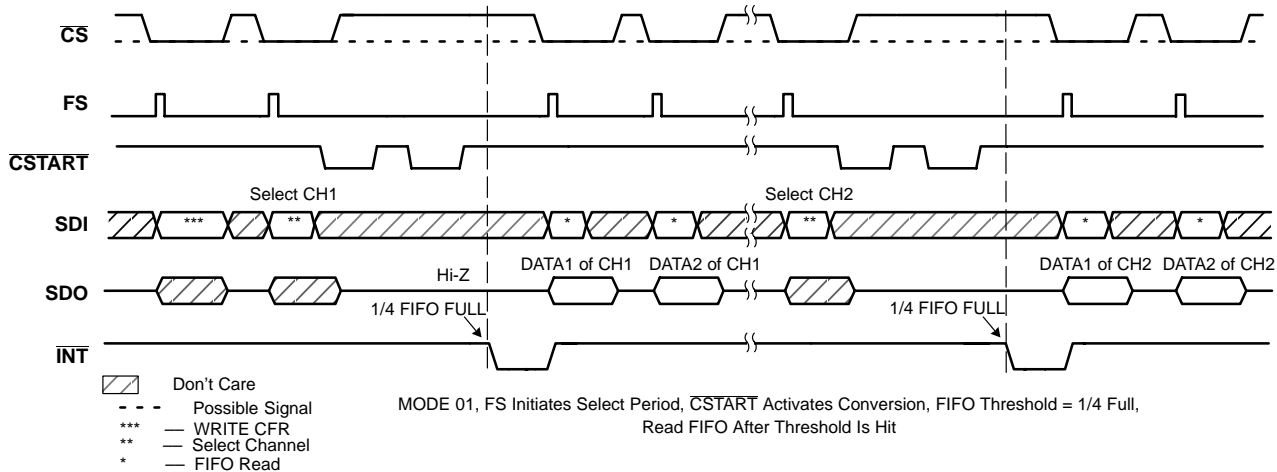 CS
FS
CSTART
Select CH1
Select CH2
SDI
*** ** * * ** * *
Hi-Z
DATA1 of CH1
DATA2 of CH1
DATA1 of CH2
DATA2 of CH2
SDO
1/4 FIFO FULL
1/4 FIFO FULL
INT
Don't Care
Possible Signal
*** — WRITE CFR
** — Select Channel
* — FIFO Read
MODE 01, FS Initiates Select Period, CSTART Activates Conversion, FIFO Threshold = 1/4 Full,
Read FIFO After Threshold Is Hit